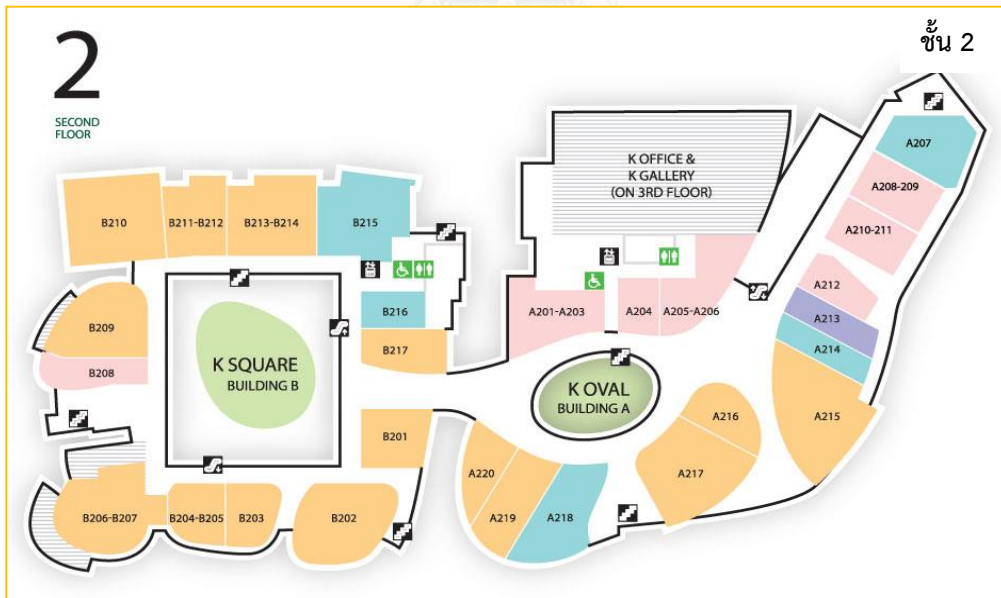 ชั้น 2
2
SECOND
FLOOR
K OFFICE &
K GALLERY
(ON 3RD FLOOR)
A207
A208-209
A210-211
A212
A213
A214
A215
A216
A217
A218
A219
A220
A201-A203
A204
A205-A206
K OVAL
BUILDING A
B210
B211-B212
B213-B214
B215
B216
B217
B209
B208
K SQUARE
BUILDING B
B201
B206-B207
B204-B205
B203
B202